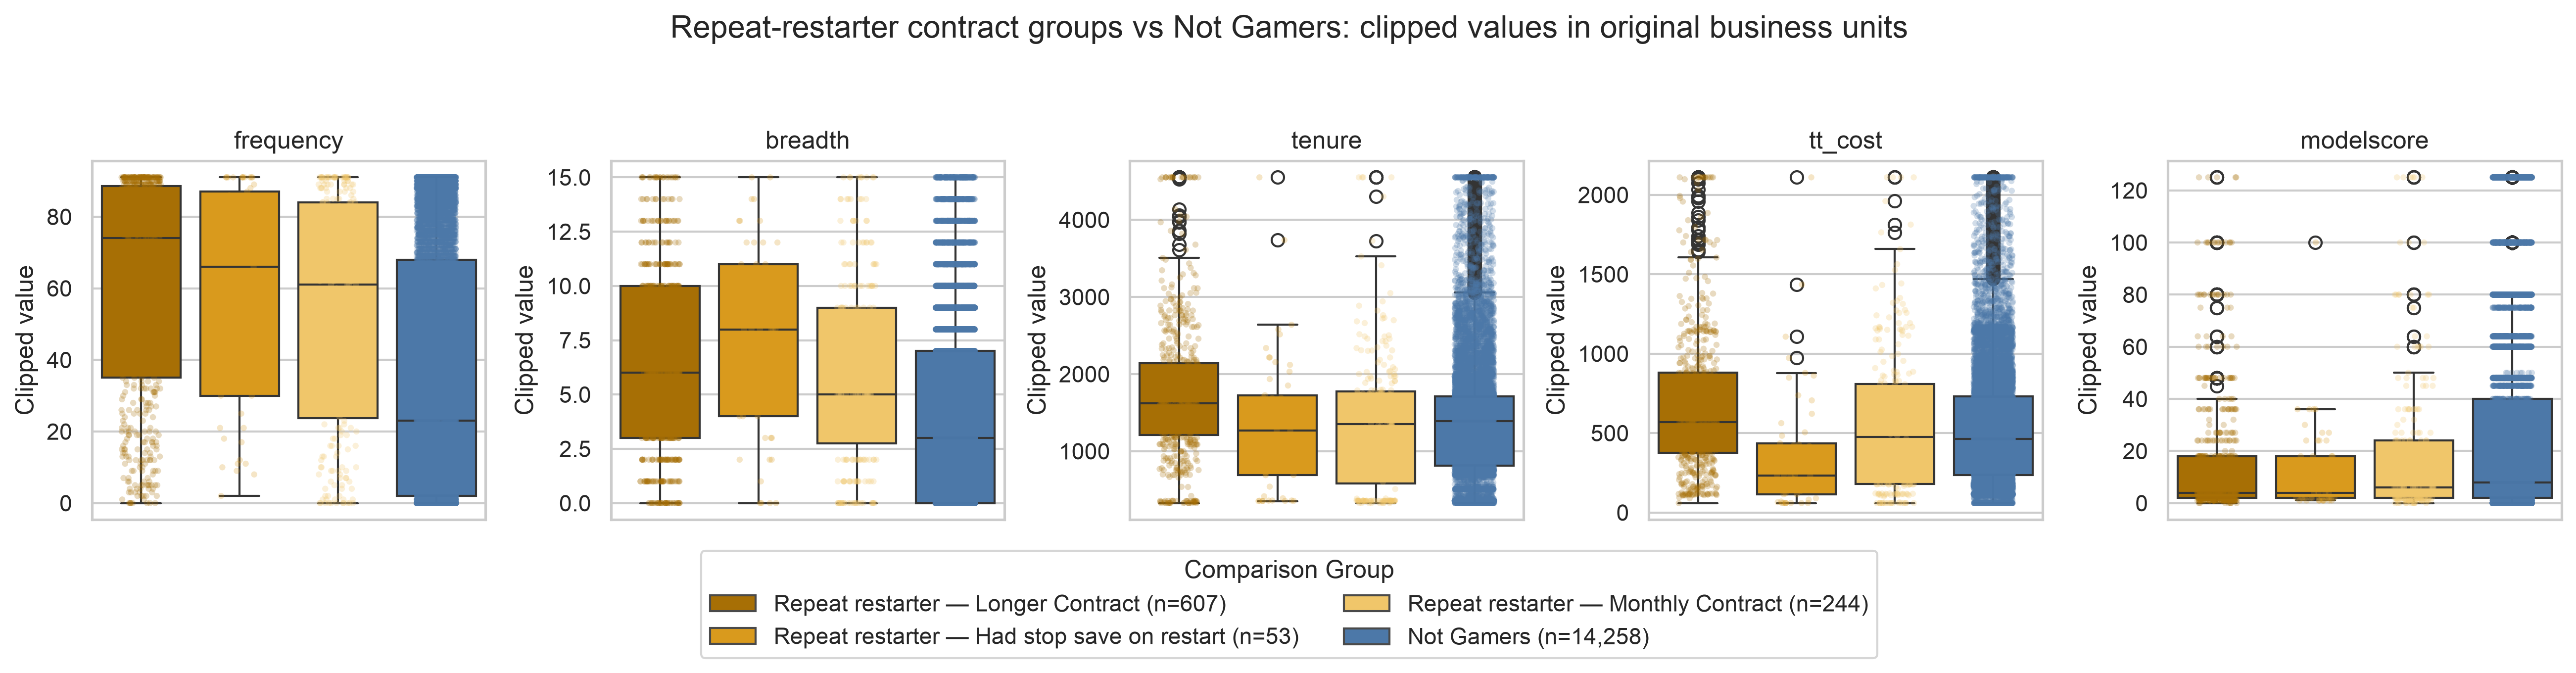 Repeat-restarter contract groups vs Not Gamers: clipped values in original business units
frequency
Clipped value
80
60
40
20
0
breadth
Clipped value
15.0
12.5
10.0
7.5
5.0
2.5
0.0
tenure
Clipped value
4000
3000
2000
1000
tt_cost
Clipped value
2000
1500
1000
500
0
modelscore
Clipped value
120
100
80
60
40
20
0
Comparison Group
Repeat restarter — Longer Contract (n=607)
Repeat restarter — Had stop save on restart (n=53)
Repeat restarter — Monthly Contract (n=244)
Not Gamers (n=14,258)